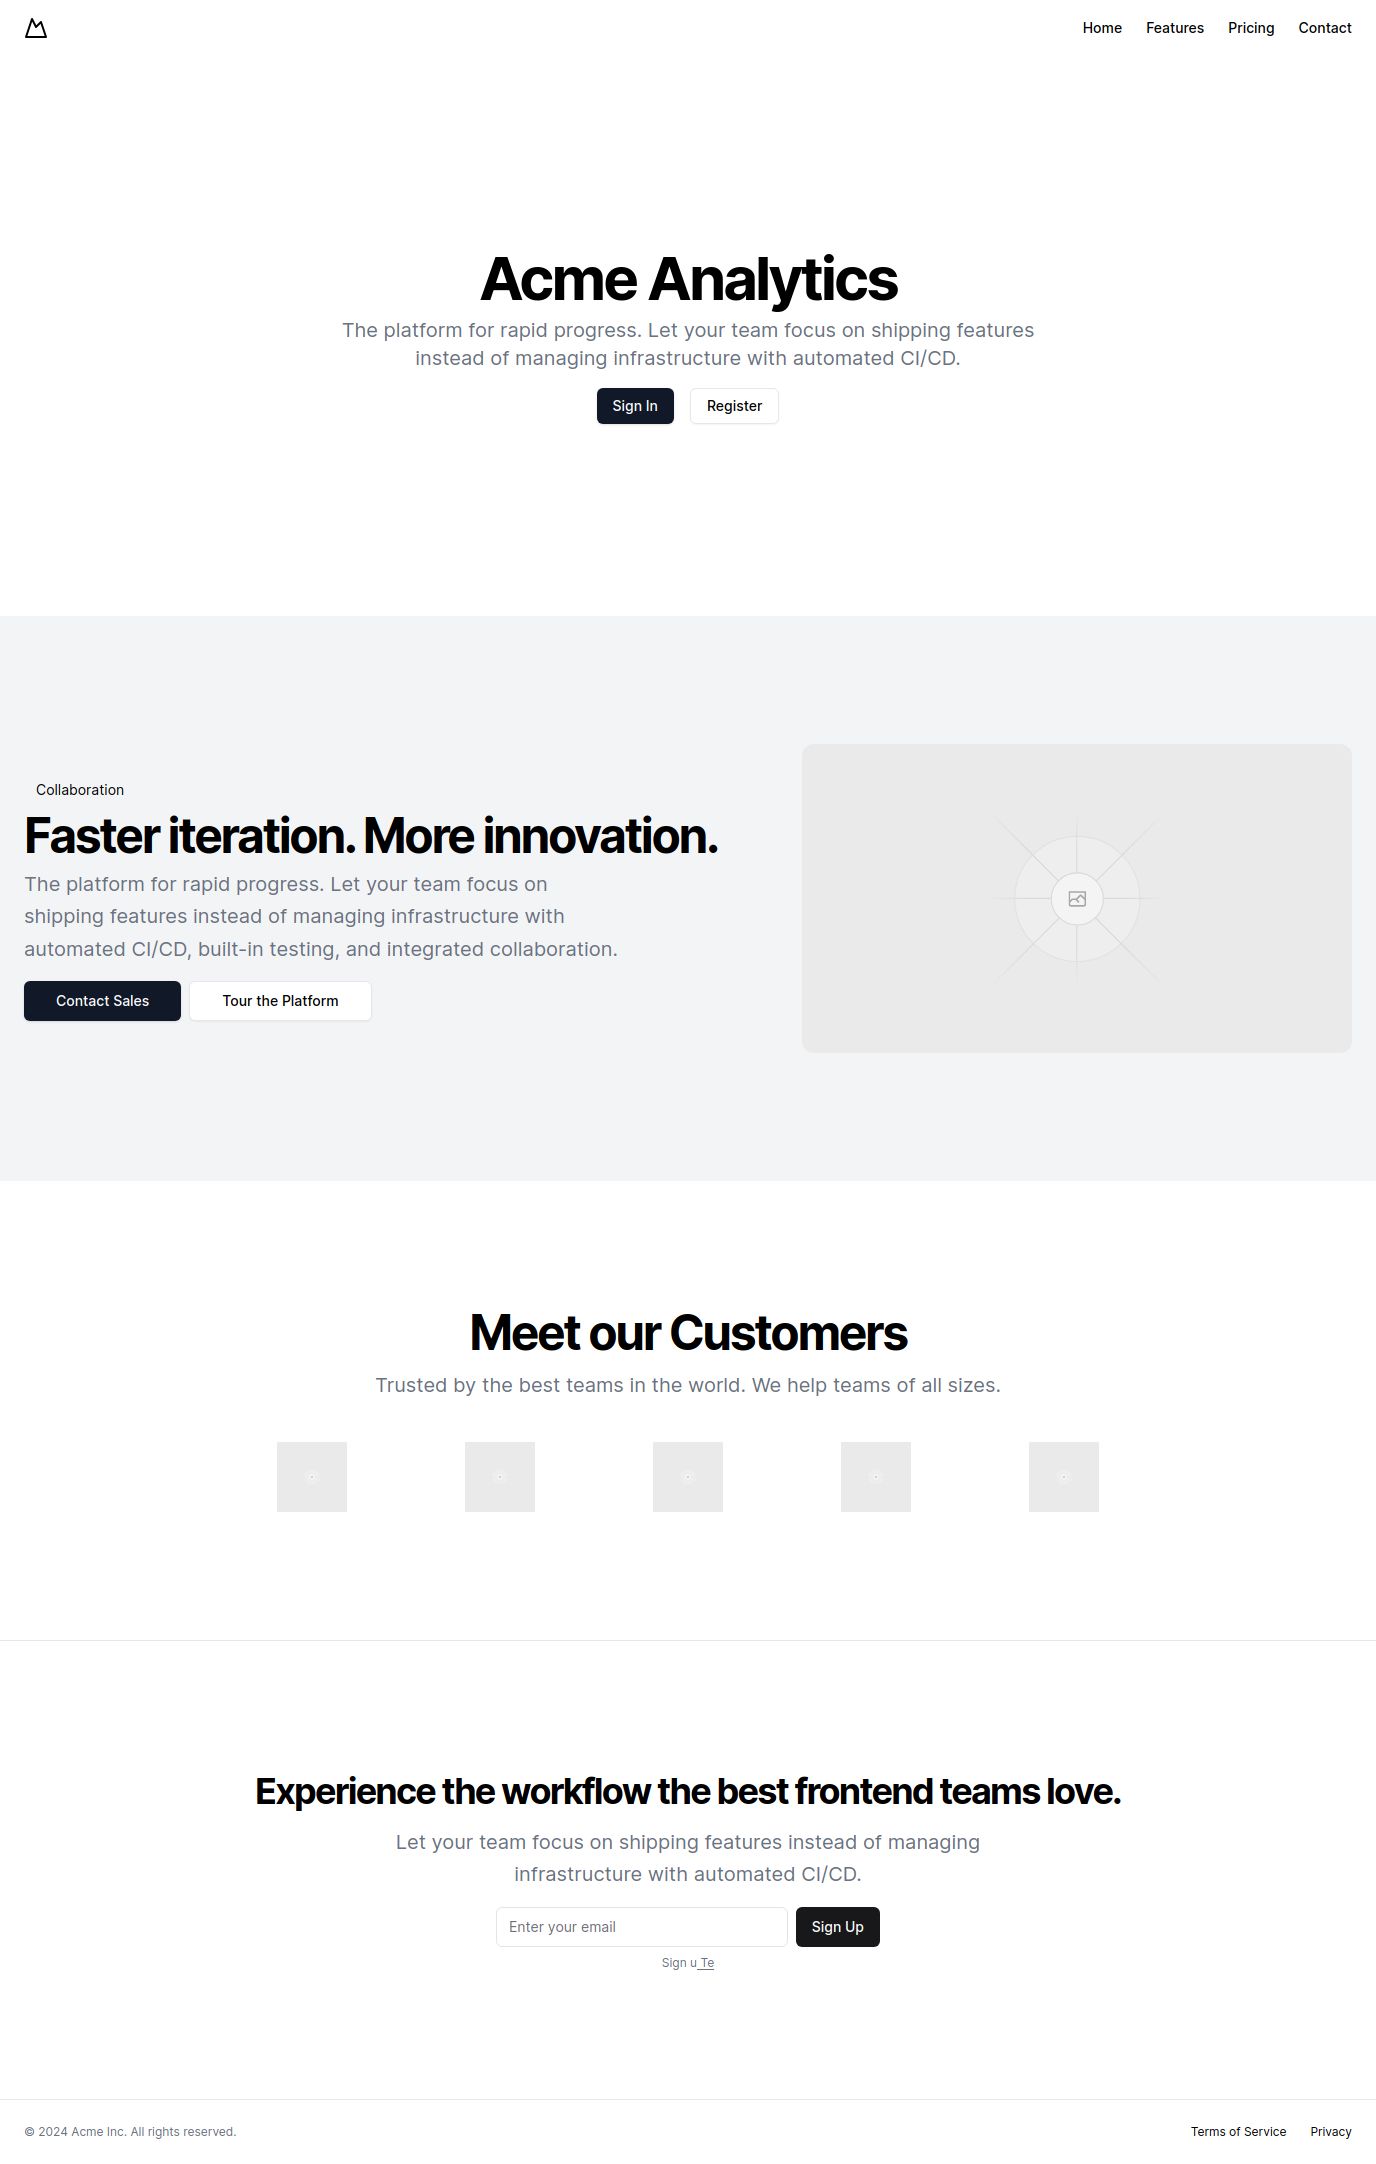 Home Features Pricing Contact
Acme Analytics
The platform for rapid progress. Let your team focus on shipping features
instead of managing infrastructure with automated CI/CD.
Sign In Register
Collaboration
Faster iteration. More innovation.
The platform for rapid progress. Let your team focus on
shipping features instead of managing infrastructure with
automated CI/CD, built-in testing, and integrated collaboration.
Contact Sales Tour the Platform
Meet our Customers
Trusted by the best teams in the world. We help teams of all sizes.
Experience the workflow the best frontend teams love.
Let your team focus on shipping features instead of managing
infrastructure with automated CI/CD.
Enter your email Sign Up
Sign u Te
© 2024 Acme Inc. All rights reserved. Terms of Service Privacy